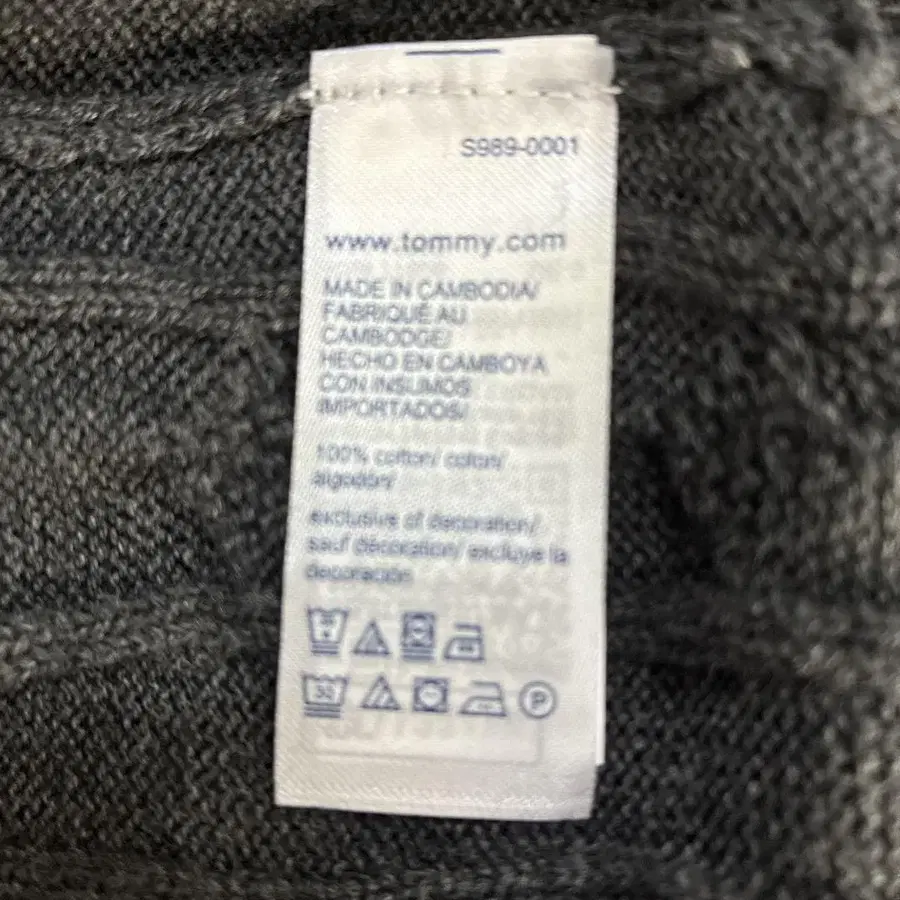 S989-0001
www.tommy.com
MADE IN CAMBODIA/
FABRIQUÉ AU
CAMBODGE/
HECHO EN CAMBOYA
CON INSUMOS
IMPORTADOS/
100% cotton/ coton/
algodón/
exclusive of decoration/
sauf décoration/ excluye la
decoración
30
P